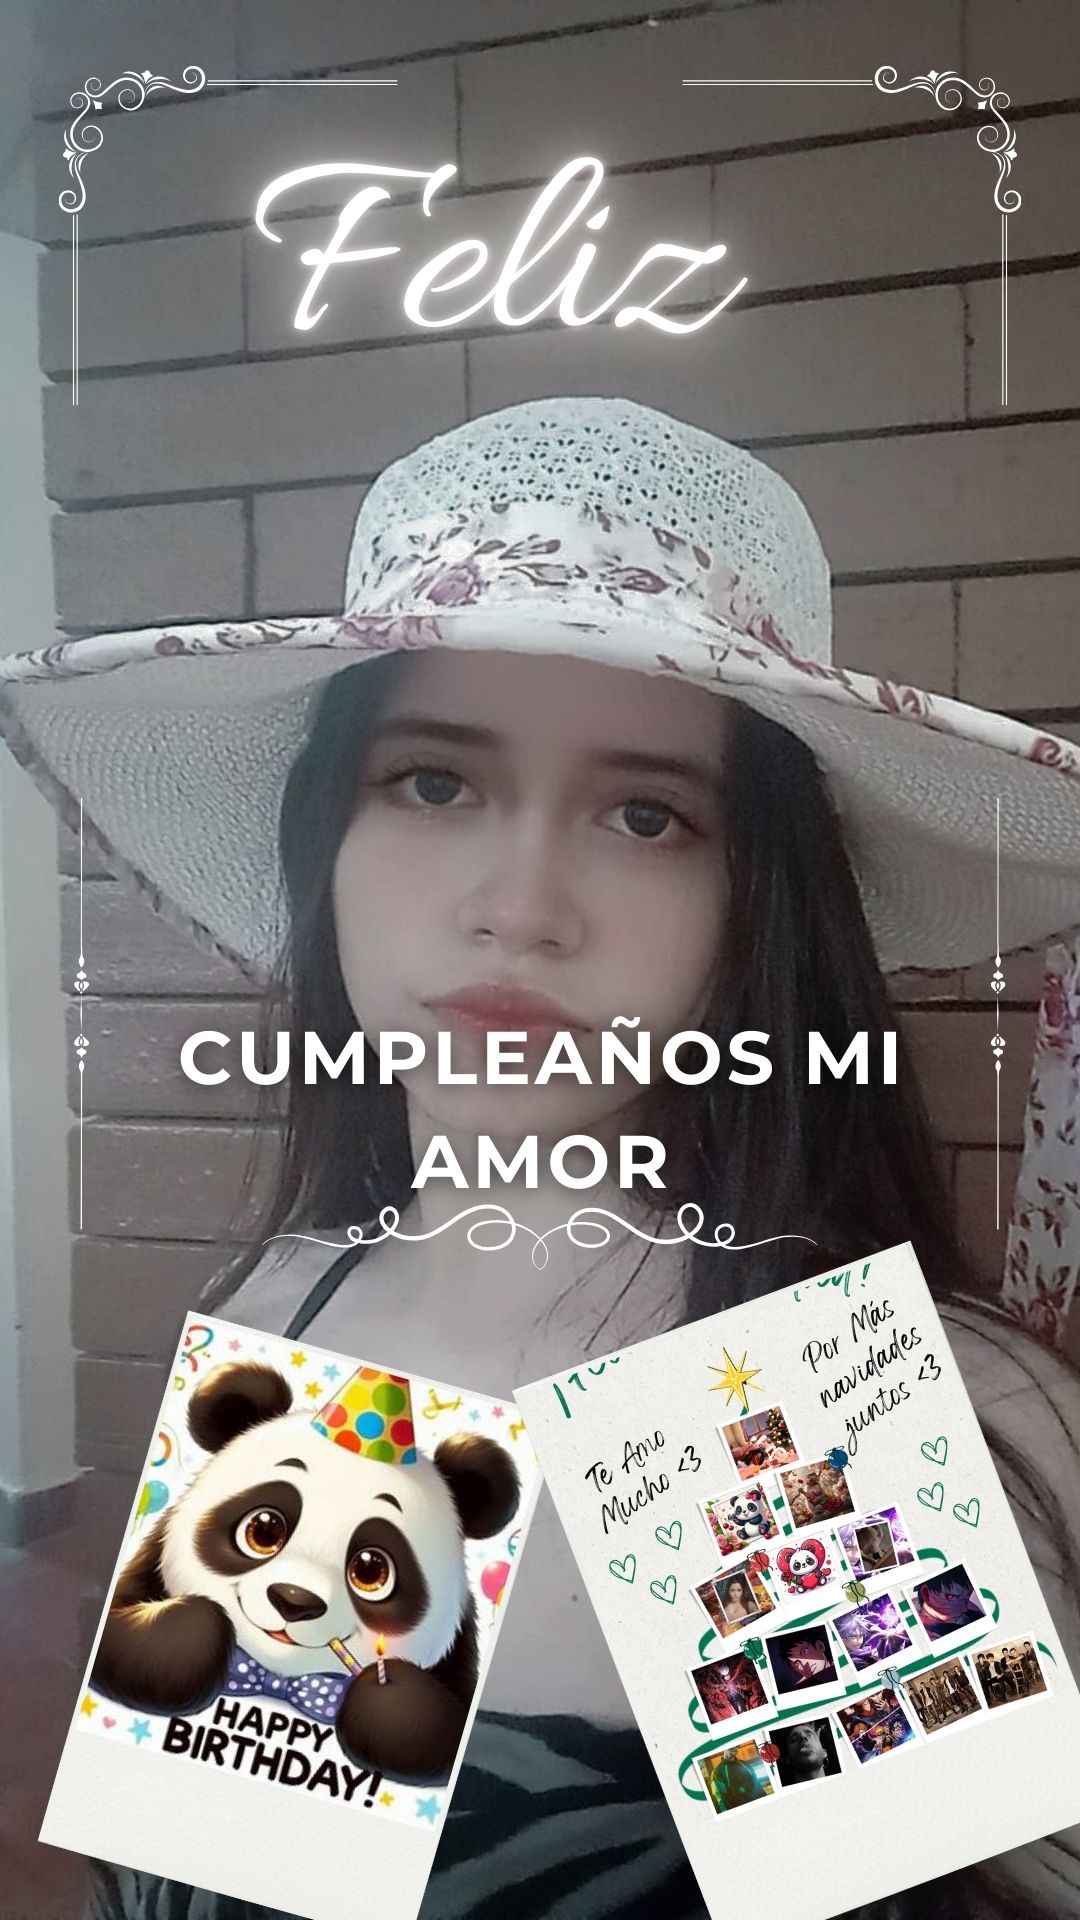 Feliz
CUMPLEAÑOS MI
AMOR
HAPPY
BIRTHDAY!
Te Amo
Mucho <3
Por Más
navidades
juntos <3